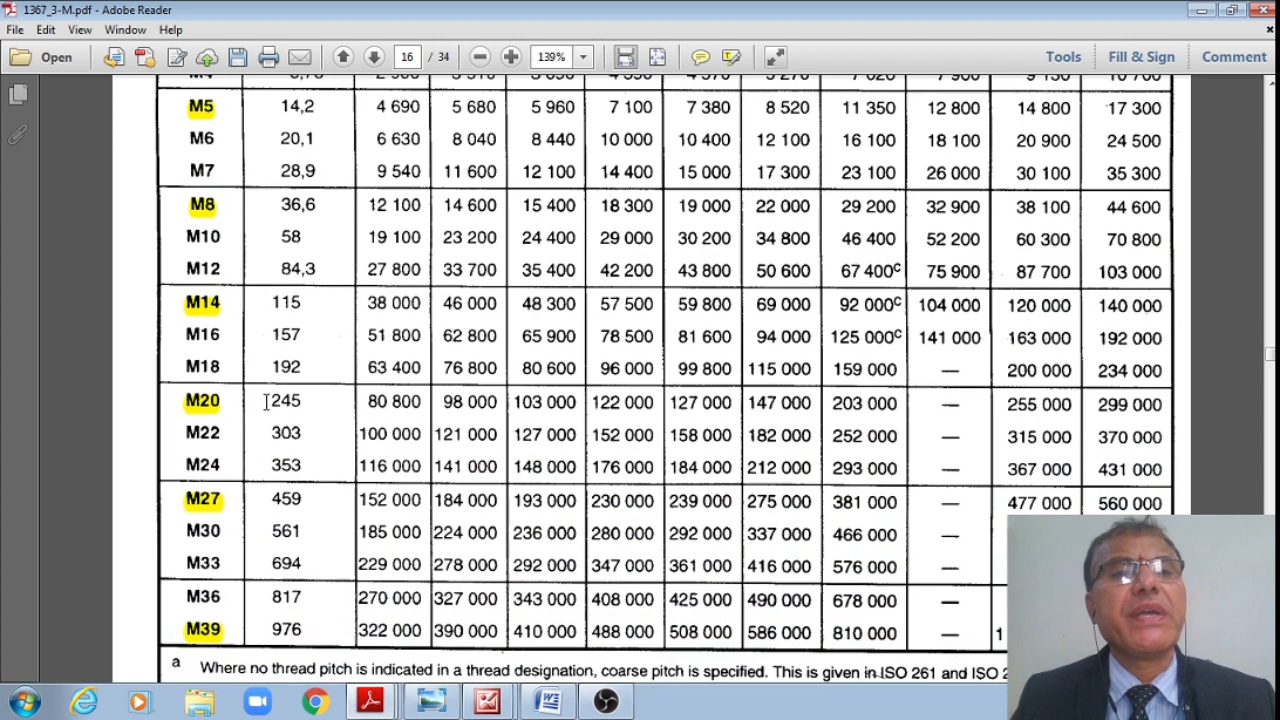 1367_3-M.pdf - Adobe Reader
File Edit View Window Help
Open 16 / 34 139% Tools Fill & Sign Comment
M5 14,2 4 690 5 680 5 960 7 100 7 380 8 520 11 350 12 800 14 800 17 300
M6 20,1 6 630 8 040 8 440 10 000 10 400 12 100 16 100 18 100 20 900 24 500
M7 28,9 9 540 11 600 12 100 14 400 15 000 17 300 23 100 26 000 30 100 35 300
M8 36,6 12 100 14 600 15 400 18 300 19 000 22 000 29 200 32 900 38 100 44 600
M10 58 19 100 23 200 24 400 29 000 30 200 34 800 46 400 52 200 60 300 70 800
M12 84,3 27 800 33 700 35 400 42 200 43 800 50 600 67 400c 75 900 87 700 103 000
M14 115 38 000 46 000 48 300 57 500 59 800 69 000 92 000c 104 000 120 000 140 000
M16 157 51 800 62 800 65 900 78 500 81 600 94 000 125 000c 141 000 163 000 192 000
M18 192 63 400 76 800 80 600 96 000 99 800 115 000 159 000 — 200 000 234 000
M20 245 80 800 98 000 103 000 122 000 127 000 147 000 203 000 — 255 000 299 000
M22 303 100 000 121 000 127 000 152 000 158 000 182 000 252 000 — 315 000 370 000
M24 353 116 000 141 000 148 000 176 000 184 000 212 000 293 000 — 367 000 431 000
M27 459 152 000 184 000 193 000 230 000 239 000 275 000 381 000 — 477 000 560 000
M30 561 185 000 224 000 236 000 280 000 292 000 337 000 466 000 —
M33 694 229 000 278 000 292 000 347 000 361 000 416 000 576 000 —
M36 817 270 000 327 000 343 000 408 000 425 000 490 000 678 000 —
M39 976 322 000 390 000 410 000 488 000 508 000 586 000 810 000 — 1
a Where no thread pitch is indicated in a thread designation, coarse pitch is specified. This is given in ISO 261 and ISO